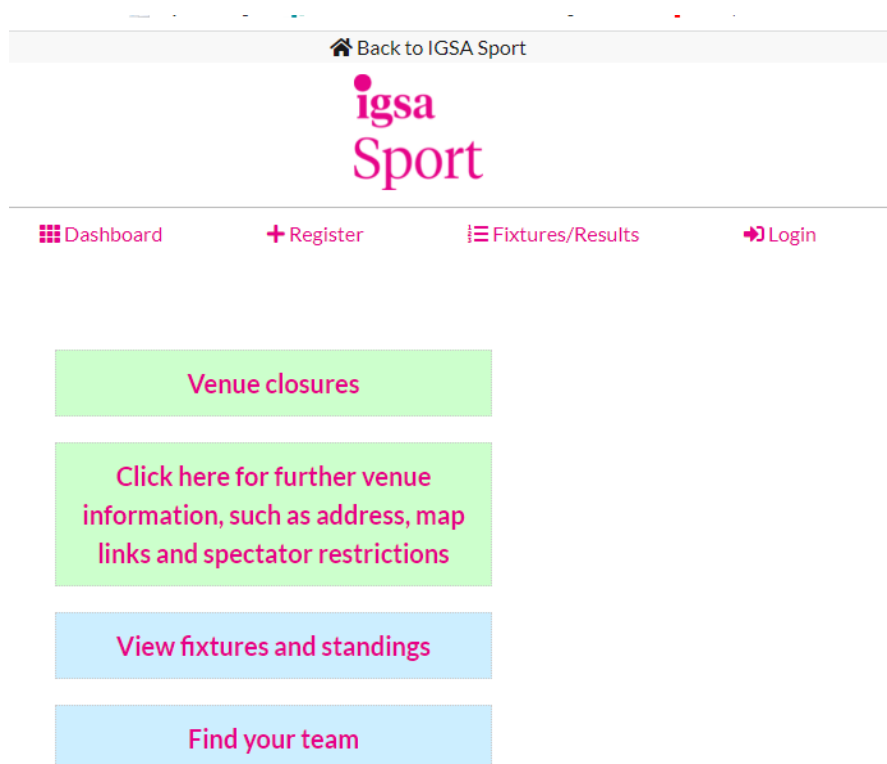 Back to IGSA Sport
igsa
Sport
Dashboard
Register
Fixtures/Results
Login
Venue closures
Click here for further venue
information, such as address, map
links and spectator restrictions
View fixtures and standings
Find your team